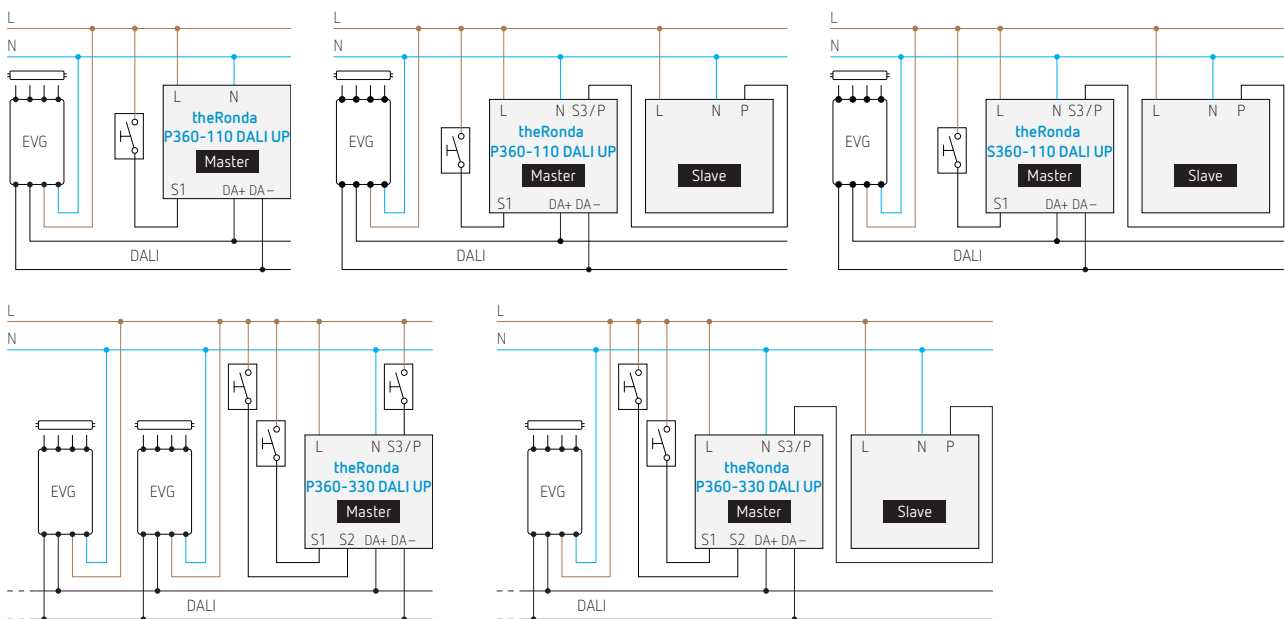 L
N
EVG
L N
theRonda
P360-110 DALI UP
Master
S1 DA+ DA−
DALI
L
N
EVG
L N S3/P
theRonda
P360-110 DALI UP
Master
S1 DA+ DA−
L N P
Slave
DALI
L
N
EVG
L N S3/P
theRonda
S360-110 DALI UP
Master
S1 DA+ DA−
L N P
Slave
DALI
L
N
EVG
EVG
L N S3/P
theRonda
P360-330 DALI UP
Master
S1 S2 DA+ DA−
DALI
L
N
EVG
L N S3/P
theRonda
P360-330 DALI UP
Master
S1 S2 DA+ DA−
L N P
Slave
DALI